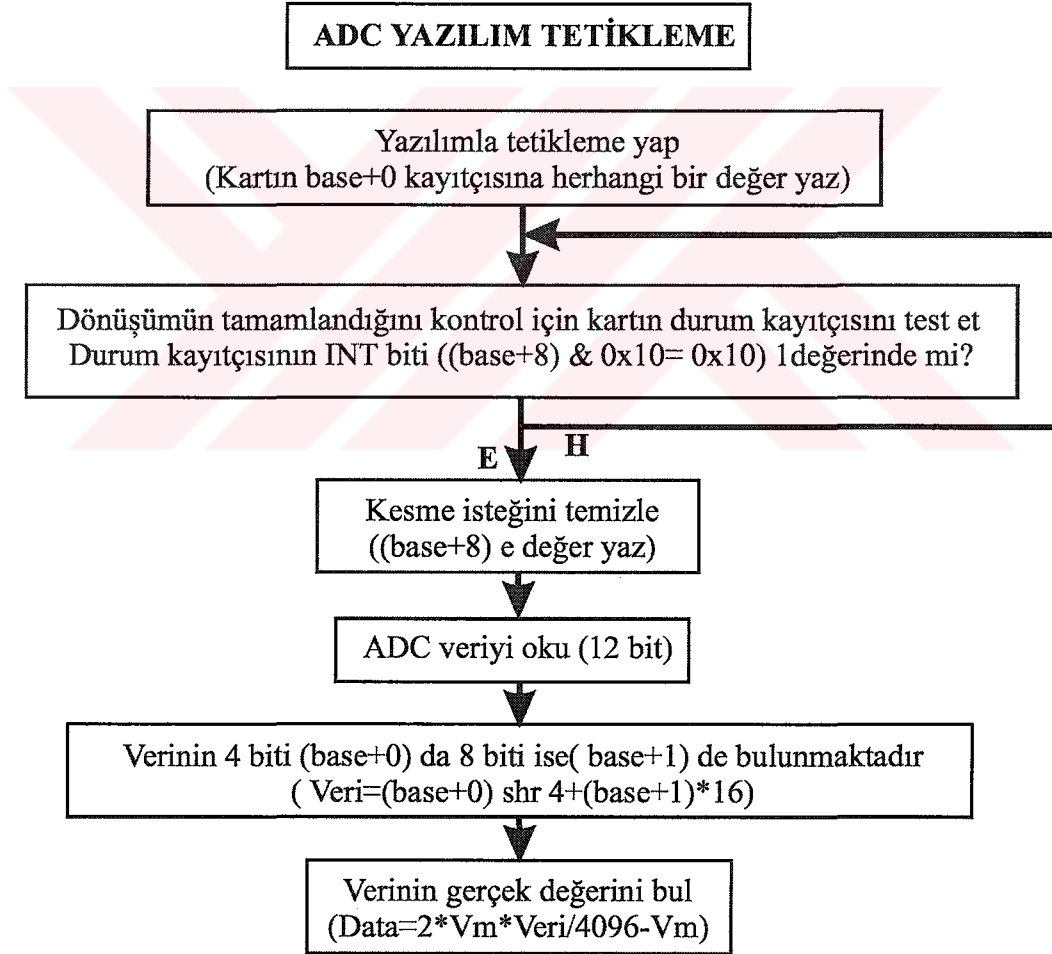 ADC YAZILIM TETİKLEME
Yazılımla tetikleme yap
(Kartın base+0 kayıtçısına herhangi bir değer yaz)
Dönüşümün tamamlandığını kontrol için kartın durum kayıtçısını test et
Durum kayıtçısının INT biti ((base+8) & 0x10= 0x10) 1değerinde mi?
E
H
Kesme isteğini temizle
((base+8) e değer yaz)
ADC veriyi oku (12 bit)
Verinin 4 biti (base+0) da 8 biti ise( base+1) de bulunmaktadır
( Veri=(base+0) shr 4+(base+1)*16)
Verinin gerçek değerini bul
(Data=2*Vm*Veri/4096-Vm)